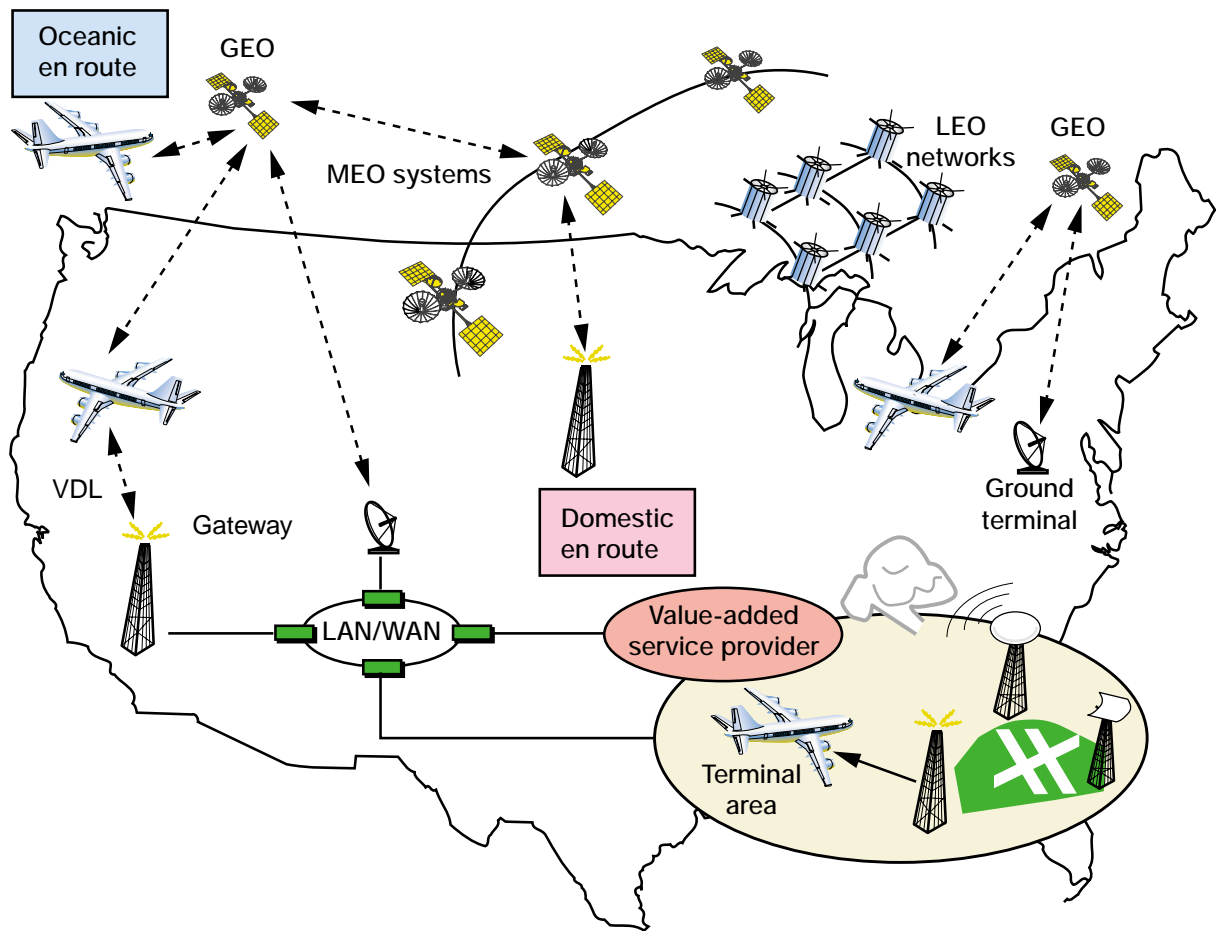 Oceanic
en route
GEO
MEO systems
LEO
networks
GEO
VDL
Gateway
Domestic
en route
Ground
terminal
LAN/WAN
Value-added
service provider
Terminal
area